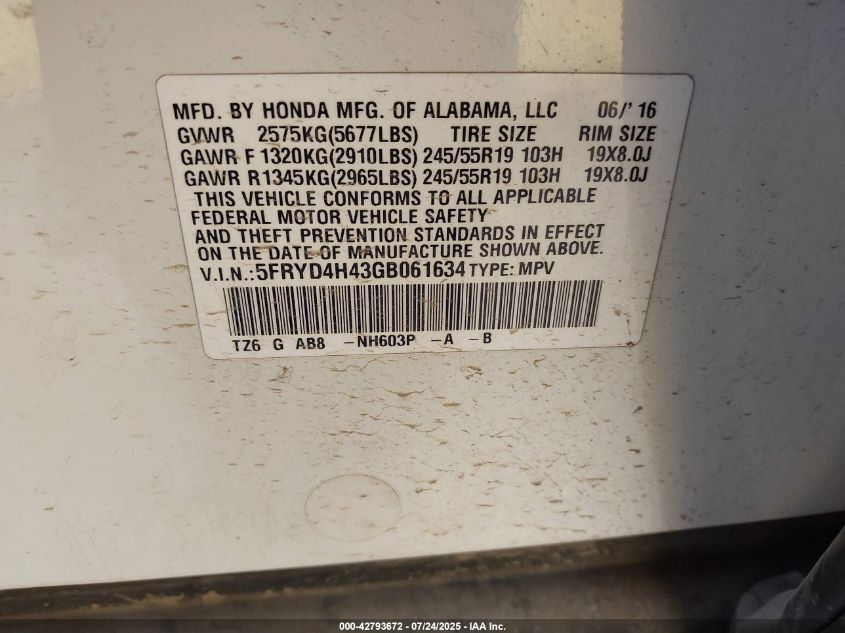 MFD. BY HONDA MFG. OF ALABAMA, LLC 06/' 16
GVWR 2575KG(5677LBS) TIRE SIZE RIM SIZE
GAWR F 1320KG(2910LBS) 245/55R19 103H 19X8.0J
GAWR R1345KG(2965LBS) 245/55R19 103H 19X8.0J
THIS VEHICLE CONFORMS TO ALL APPLICABLE
FEDERAL MOTOR VEHICLE SAFETY
AND THEFT PREVENTION STANDARDS IN EFFECT
ON THE DATE OF MANUFACTURE SHOWN ABOVE.
V.I.N.:5FRYD4H43GB061634 TYPE: MPV
TZ6 G AB8 -NH603P -A -B
000-42793672 - 07/24/2025 - IAA Inc.